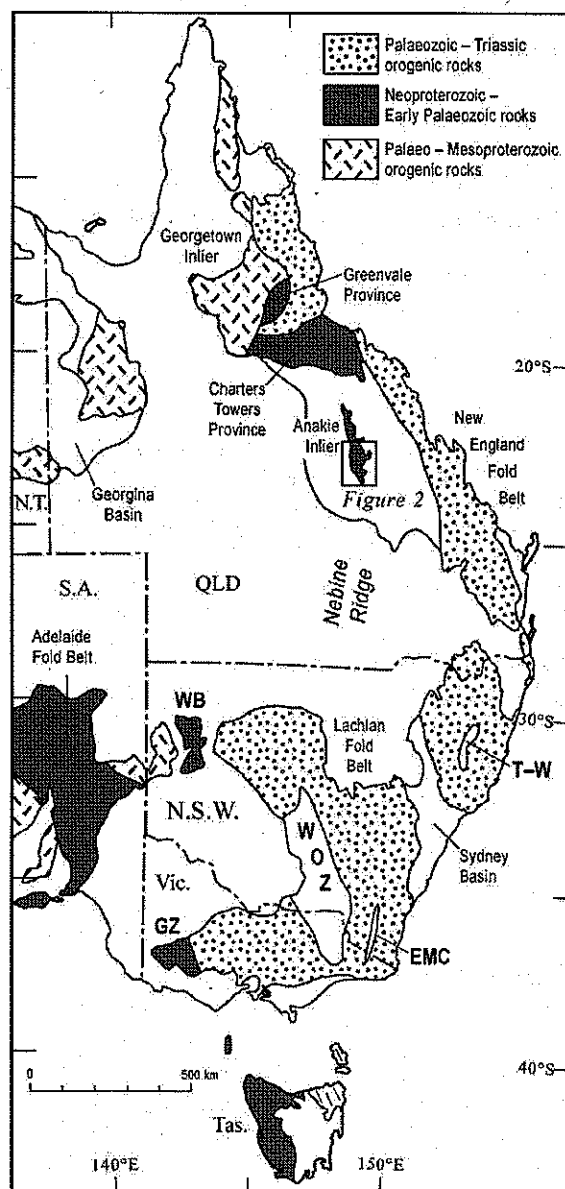 Palaeozoic – Triassic
orogenic rocks
Neoproterozoic –
Early Palaeozoic rocks
Palaeo – Mesoproterozoic
orogenic rocks
Georgetown
Inlier
Greenvale
Province
20°S
Charters
Towers
Province
Anakie
Inlier
New
England
Fold
Belt
N.T.
Georgina
Basin
Figure 2
S.A.
QLD
Nebine
Ridge
Adelaide
Fold Belt
WB
30°S
Lachlan
Fold
Belt
T–W
N.S.W.
W
O
Z
Sydney
Basin
Vic.
GZ
EMC
0
500 km
40°S
Tas.
140°E
150°E